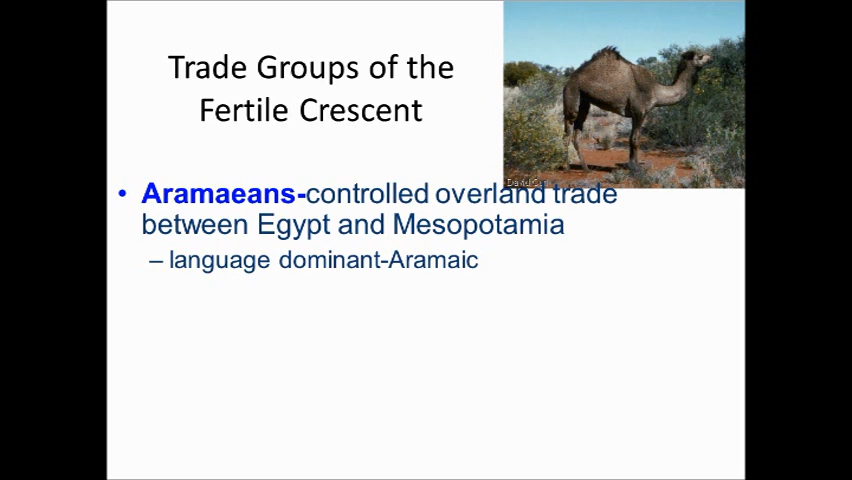 Trade Groups of the
Fertile Crescent
• Aramaeans-controlled overland trade
between Egypt and Mesopotamia
– language dominant-Aramaic